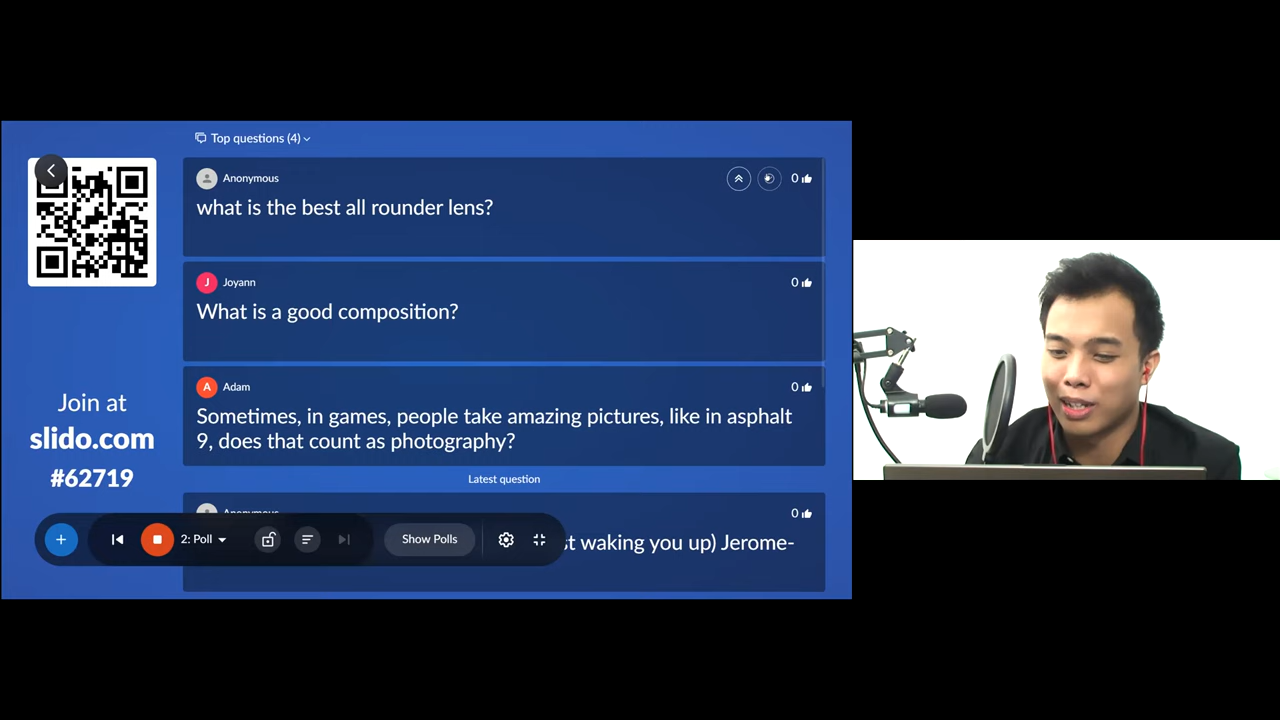 Top questions (4)
Anonymous
0
what is the best all rounder lens?
J
Joyann
0
What is a good composition?
A
Adam
0
Sometimes, in games, people take amazing pictures, like in asphalt
9, does that count as photography?
Latest question
Anonymous
0
waking you up) Jerome-
Join at
slido.com
#62719
2: Poll
Show Polls